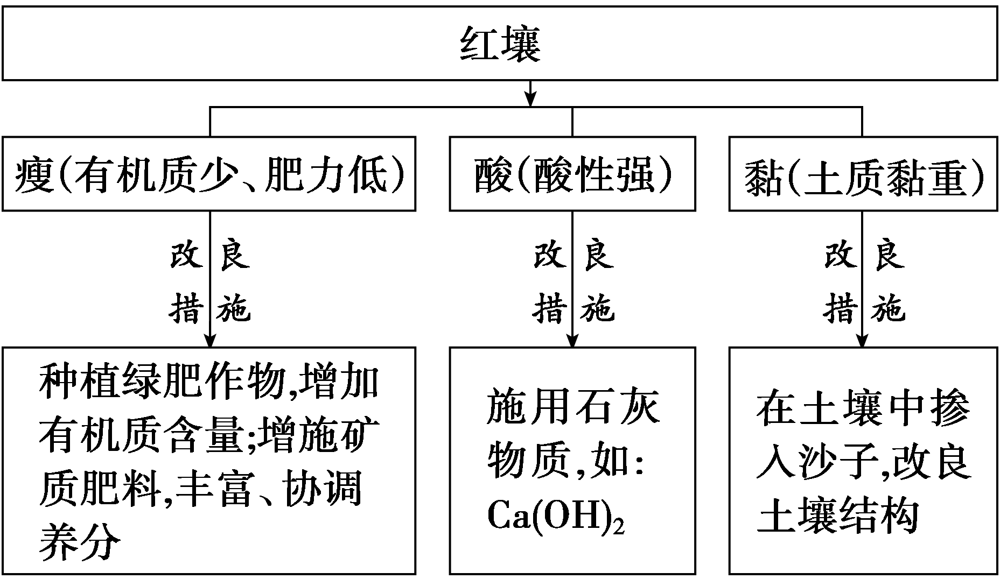 红壤
瘦(有机质少、肥力低)
酸(酸性强)
黏(土质黏重)
改良
措施
改良
措施
改良
措施
种植绿肥作物,增加
有机质含量;增施矿
质肥料,丰富、协调
养分
施用石灰
物质,如:
Ca(OH)₂
在土壤中掺
入沙子,改良
土壤结构